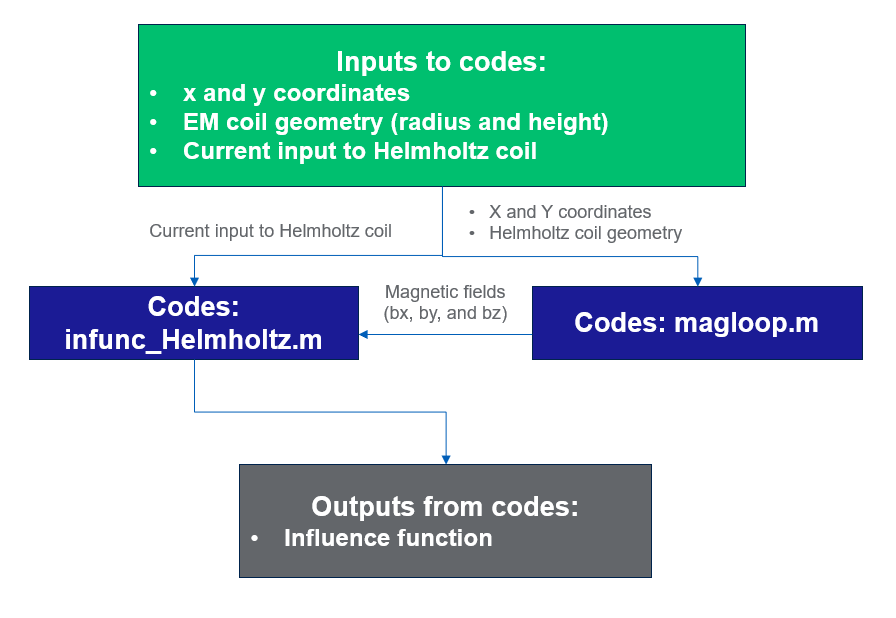 Inputs to codes:
• x and y coordinates
• EM coil geometry (radius and height)
• Current input to Helmholtz coil
Current input to Helmholtz coil
• X and Y coordinates
• Helmholtz coil geometry
Codes:
infunc_Helmholtz.m
Magnetic fields
(bx, by, and bz)
Codes: magloop.m
Outputs from codes:
• Influence function